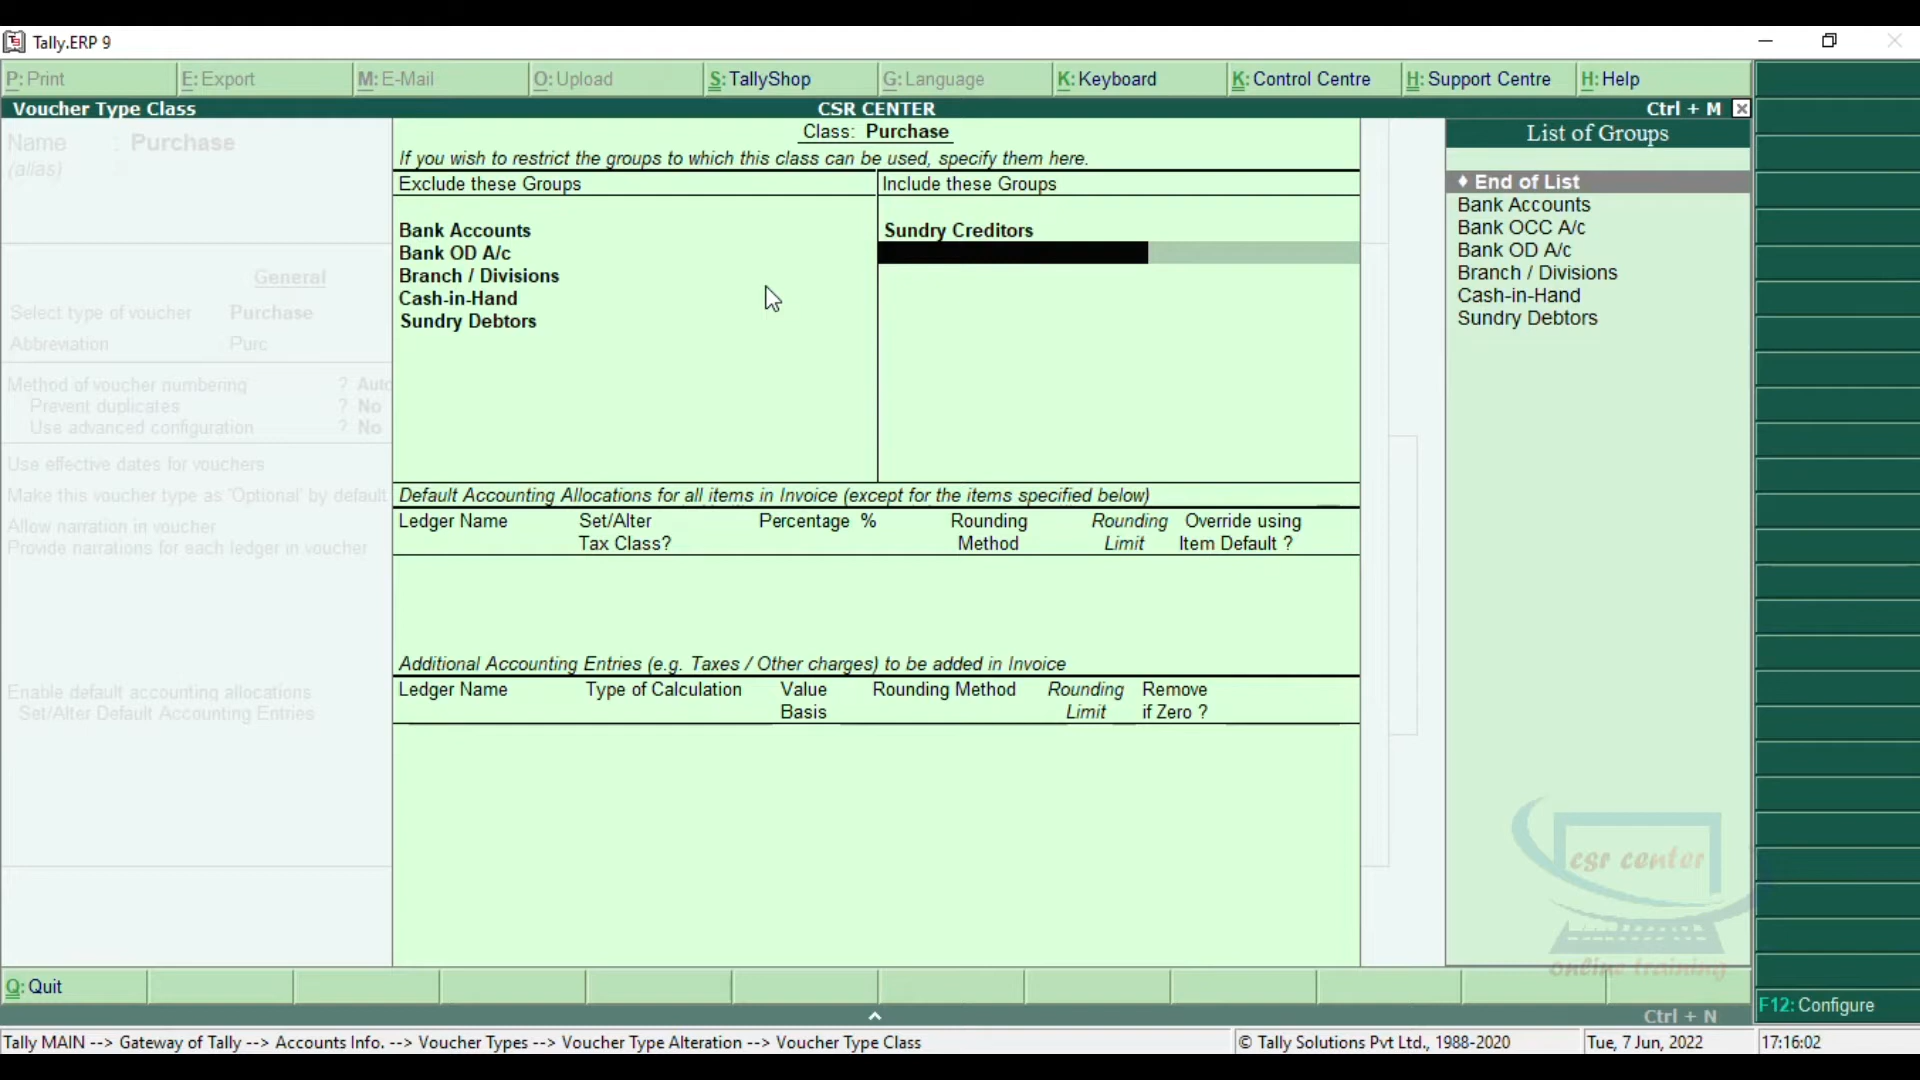 Tally.ERP 9
P: Print E: Export M: E-Mail O: Upload S: TallyShop G: Language K: Keyboard K: Control Centre H: Support Centre H: Help
Voucher Type Class CSR CENTER Ctrl + M
Name : Purchase
(alias) :
Class: Purchase
If you wish to restrict the groups to which this class can be used, specify them here.
Exclude these Groups Include these Groups
Bank Accounts Sundry Creditors
Bank OD A/c
Branch / Divisions
Cash-in-Hand
Sundry Debtors
List of Groups
♦ End of List
Bank Accounts
Bank OCC A/c
Bank OD A/c
Branch / Divisions
Cash-in-Hand
Sundry Debtors
General
Select type of voucher Purchase
Abbreviation Purc
Method of voucher numbering ? Auto
Prevent duplicates ? No
Use advanced configuration ? No
Use effective dates for vouchers
Make this voucher type as 'Optional' by default
Allow narration in voucher
Provide narrations for each ledger in voucher
Enable default accounting allocations
Set/Alter Default Accounting Entries
Default Accounting Allocations for all items in Invoice (except for the items specified below)
Ledger Name Set/Alter Percentage % Rounding Rounding Override using
Tax Class? Method Limit Item Default ?
Additional Accounting Entries (e.g. Taxes / Other charges) to be added in Invoice
Ledger Name Type of Calculation Value Rounding Method Rounding Remove
Basis Limit if Zero ?
csr center
online training
Q: Quit
F12: Configure
Ctrl + N
Tally MAIN --> Gateway of Tally --> Accounts Info. --> Voucher Types --> Voucher Type Alteration --> Voucher Type Class © Tally Solutions Pvt Ltd., 1988-2020 Tue, 7 Jun, 2022 17:16:02